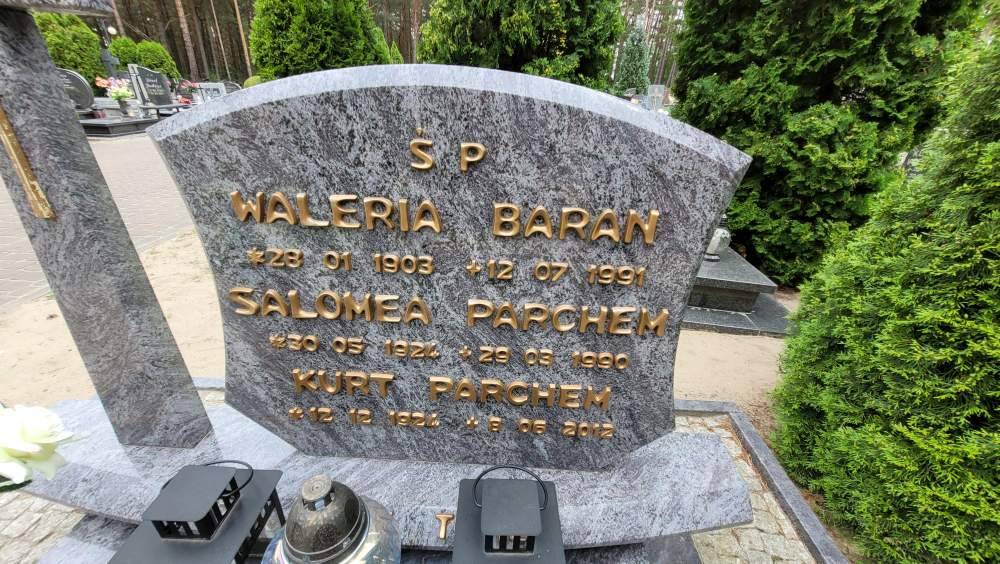 Ś P
WALERIA BARAN
*28 01 1903 +12 07 1991
SALOMEA PARCHEM
*30 05 1924 +29 03 1990
KURT PARCHEM
*12 12 1924 +8 06 2012